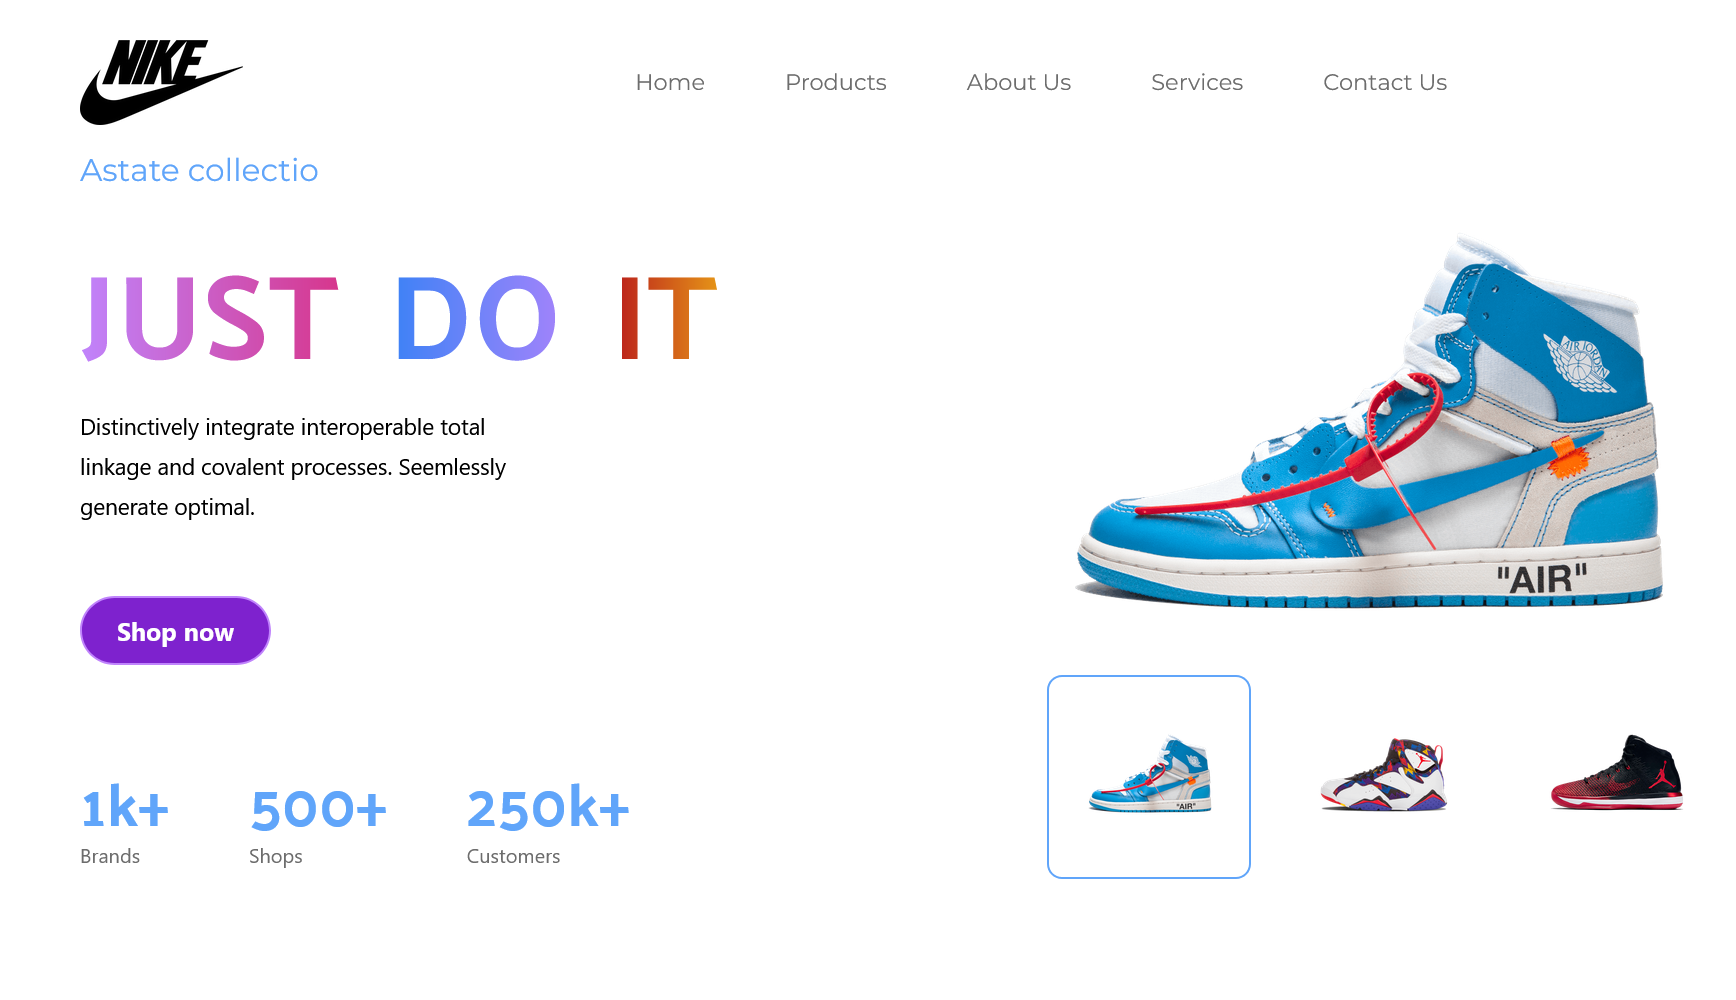 NIKE
Home Products About Us Services Contact Us
Astate collectio
JUST DO IT
Distinctively integrate interoperable total
linkage and covalent processes. Seemlessly
generate optimal.
Shop now
1k+ 500+ 250k+
Brands Shops Customers
AIR JORDAN
"AIR"
"AIR"